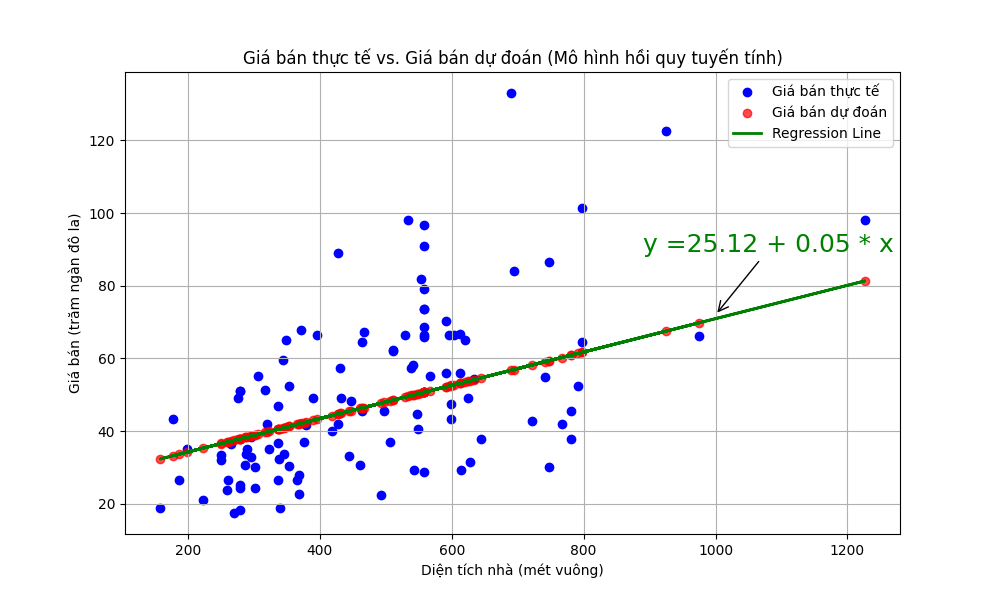 Giá bán thực tế vs. Giá bán dự đoán (Mô hình hồi quy tuyến tính)
Giá bán thực tế
Giá bán dự đoán
Regression Line
y =25.12 + 0.05 * x
Giá bán (trăm ngàn đô la)
120
100
80
60
40
20
200
400
600
800
1000
1200
Diện tích nhà (mét vuông)